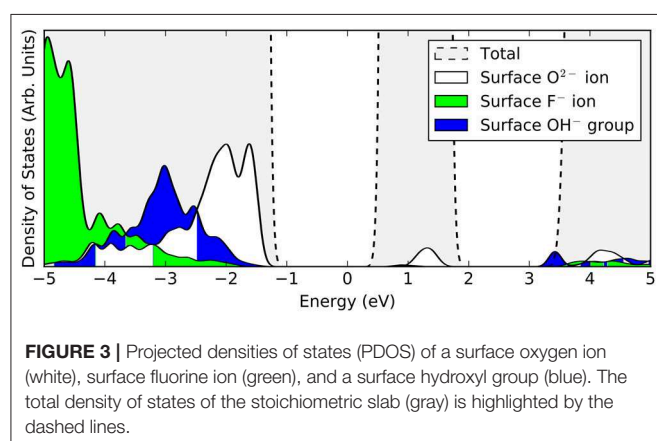 Density of States (Arb. Units)
Total
Surface O²⁻ ion
Surface F⁻ ion
Surface OH⁻ group
−5 −4 −3 −2 −1 0 1 2 3 4 5
Energy (eV)
FIGURE 3 | Projected densities of states (PDOS) of a surface oxygen ion
(white), surface fluorine ion (green), and a surface hydroxyl group (blue). The
total density of states of the stoichiometric slab (gray) is highlighted by the
dashed lines.